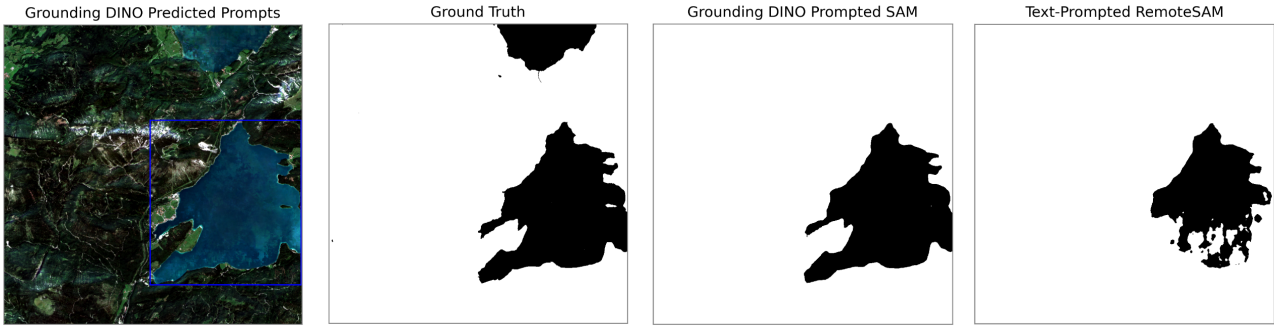 Grounding DINO Predicted Prompts
Ground Truth
Grounding DINO Prompted SAM
Text-Prompted RemoteSAM